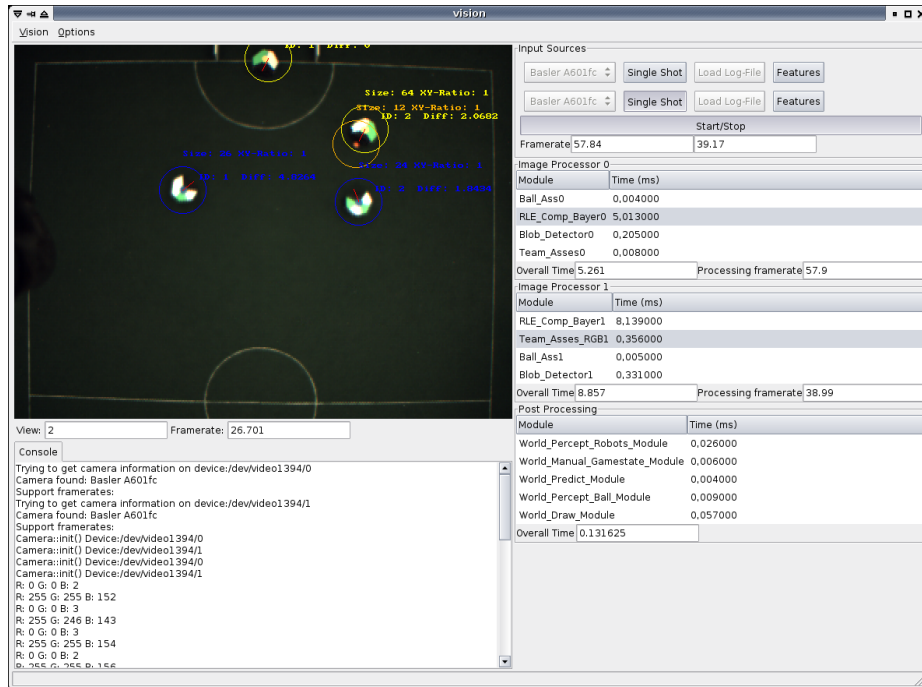 vision
Vision Options
ID: 1 Diff: 0
Size: 64 XY-Ratio: 1
Size: 12 XY-Ratio: 1
ID: 2 Diff: 2.0682
Input Sources
Basler A601fc Single Shot Load Log-File Features
Basler A601fc Single Shot Load Log-File Features
Start/Stop
Framerate 57.84 39.17
Image Processor 0
Module Time (ms)
Ball_Ass0 0,004000
RLE_Comp_Bayer0 5,013000
Blob_Detector0 0,205000
Team_Asses0 0,008000
Overall Time 5.261 Processing framerate 57.9
Image Processor 1
Module Time (ms)
RLE_Comp_Bayer1 8,139000
Team_Asses_RGB1 0,356000
Ball_Ass1 0,005000
Blob_Detector1 0,331000
Overall Time 8.857 Processing framerate 38.99
Post Processing
Module Time (ms)
World_Percept_Robots_Module 0,026000
World_Manual_Gamestate_Module 0,006000
World_Predict_Module 0,004000
World_Percept_Ball_Module 0,009000
World_Draw_Module 0,057000
Overall Time 0.131625
View: 2 Framerate: 26.701
Console
Trying to get camera information on device:/dev/video1394/0
Camera found: Basler A601fc
Support framerates:
Trying to get camera information on device:/dev/video1394/1
Camera found: Basler A601fc
Support framerates:
Camera::init() Device:/dev/video1394/0
Camera::init() Device:/dev/video1394/1
Camera::init() Device:/dev/video1394/0
Camera::init() Device:/dev/video1394/1
R: 0 G: 0 B: 2
R: 255 G: 255 B: 152
R: 0 G: 0 B: 3
R: 255 G: 246 B: 143
R: 0 G: 0 B: 3
R: 255 G: 255 B: 154
R: 0 G: 0 B: 2
R: 255 G: 255 B: 156